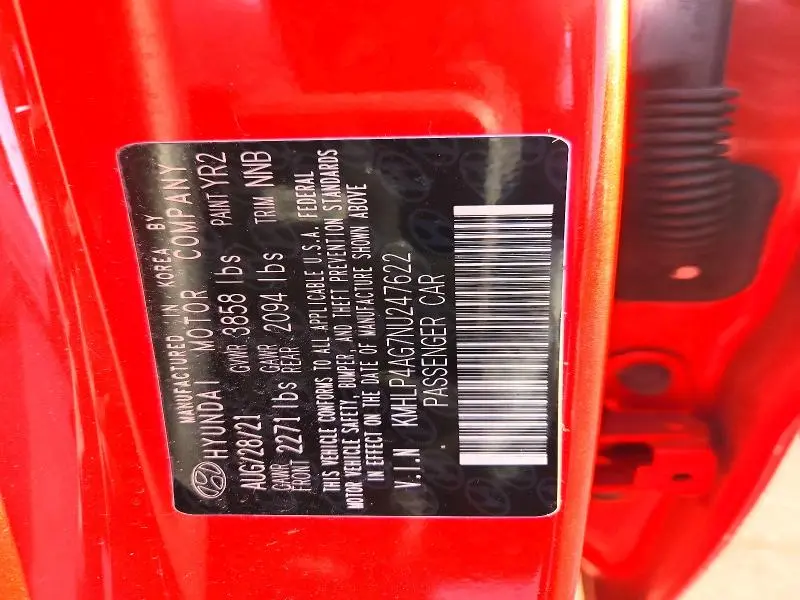 MANUFACTURED IN KOREA BY
HYUNDAI MOTOR COMPANY
AUG/28/21 GVWR 3858 lbs PAINT YR2
GAWR FRONT 2271 lbs GAWR REAR 2094 lbs TRIM NNB
THIS VEHICLE CONFORMS TO ALL APPLICABLE U.S.A. FEDERAL
MOTOR VEHICLE SAFETY, BUMPER, AND THEFT PREVENTION STANDARDS
IN EFFECT ON THE DATE OF MANUFACTURE SHOWN ABOVE
V.I.N KMHLP4AG7NU247622
PASSENGER CAR